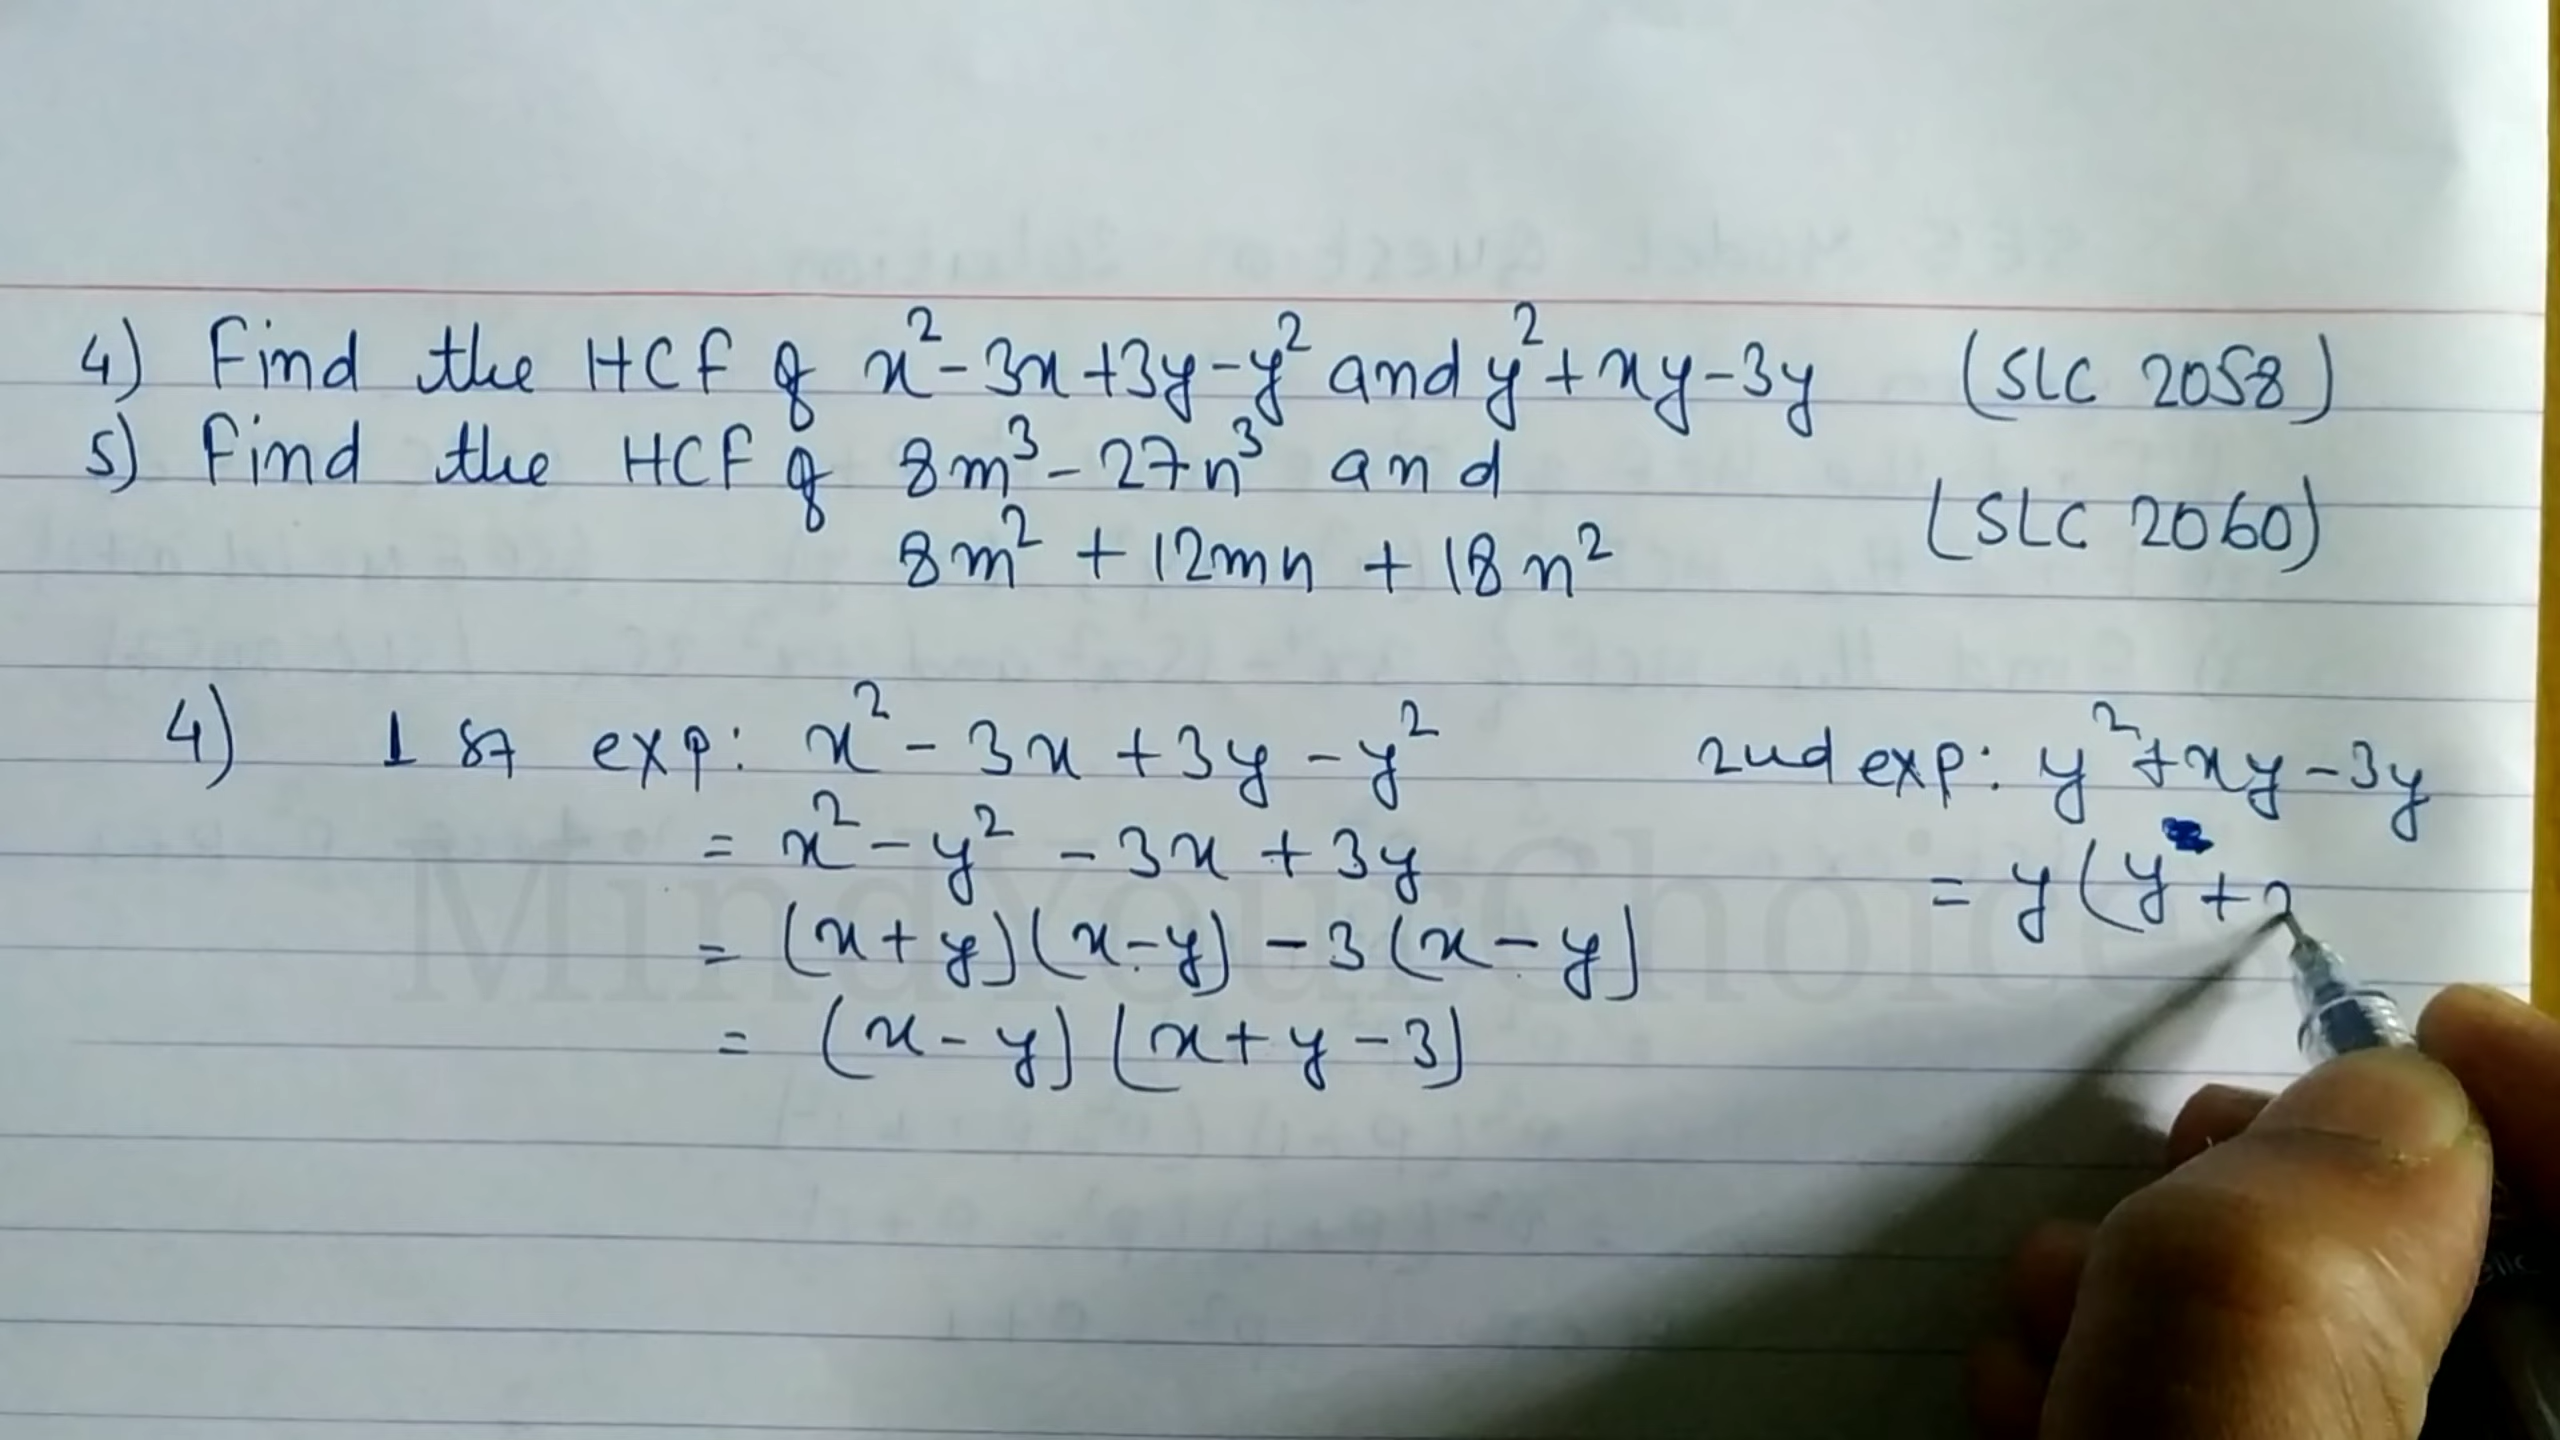 4) Find the HCF of x² - 3x + 3y - y² and y² + xy - 3y (SLC 2058)
5) Find the HCF of 8m³ - 27n³ and
8m² + 12mn + 18n² (SLC 2060)
4) 1st exp: x² - 3x + 3y - y² 2nd exp: y² + xy - 3y
= x² - y² - 3x + 3y = y(y +
= (x + y)(x - y) - 3(x - y)
= (x - y)(x + y - 3)
MindYourChoices